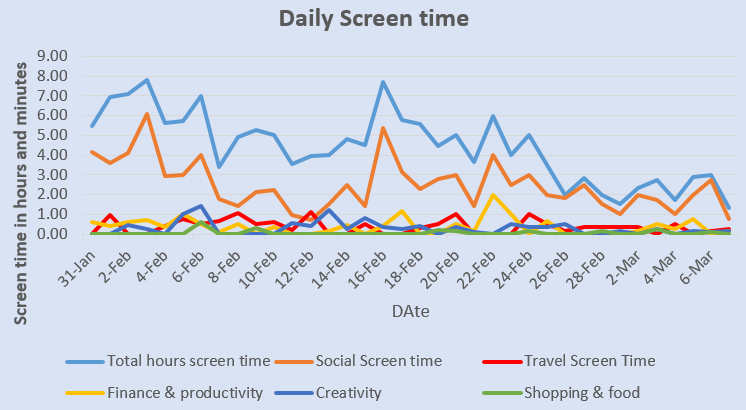 Daily Screen time
Screen time in hours and minutes
9.00
8.00
7.00
6.00
5.00
4.00
3.00
2.00
1.00
0.00
31-Jan
2-Feb
4-Feb
6-Feb
8-Feb
10-Feb
12-Feb
14-Feb
16-Feb
18-Feb
20-Feb
22-Feb
24-Feb
26-Feb
28-Feb
2-Mar
4-Mar
6-Mar
DAte
Total hours screen time Social Screen time Travel Screen Time
Finance & productivity Creativity Shopping & food